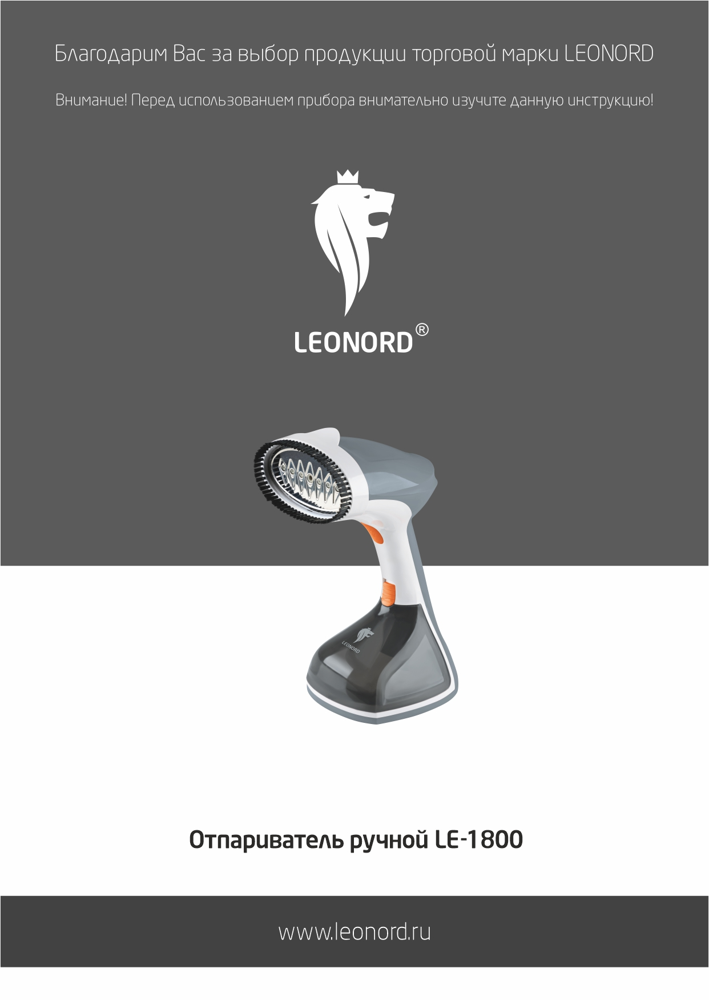 Благодарим Вас за выбор продукции торговой марки LEONORD
Внимание! Перед использованием прибора внимательно изучите данную инструкцию!
LEONORD®
LEONORD
Отпариватель ручной LE-1800
www.leonord.ru